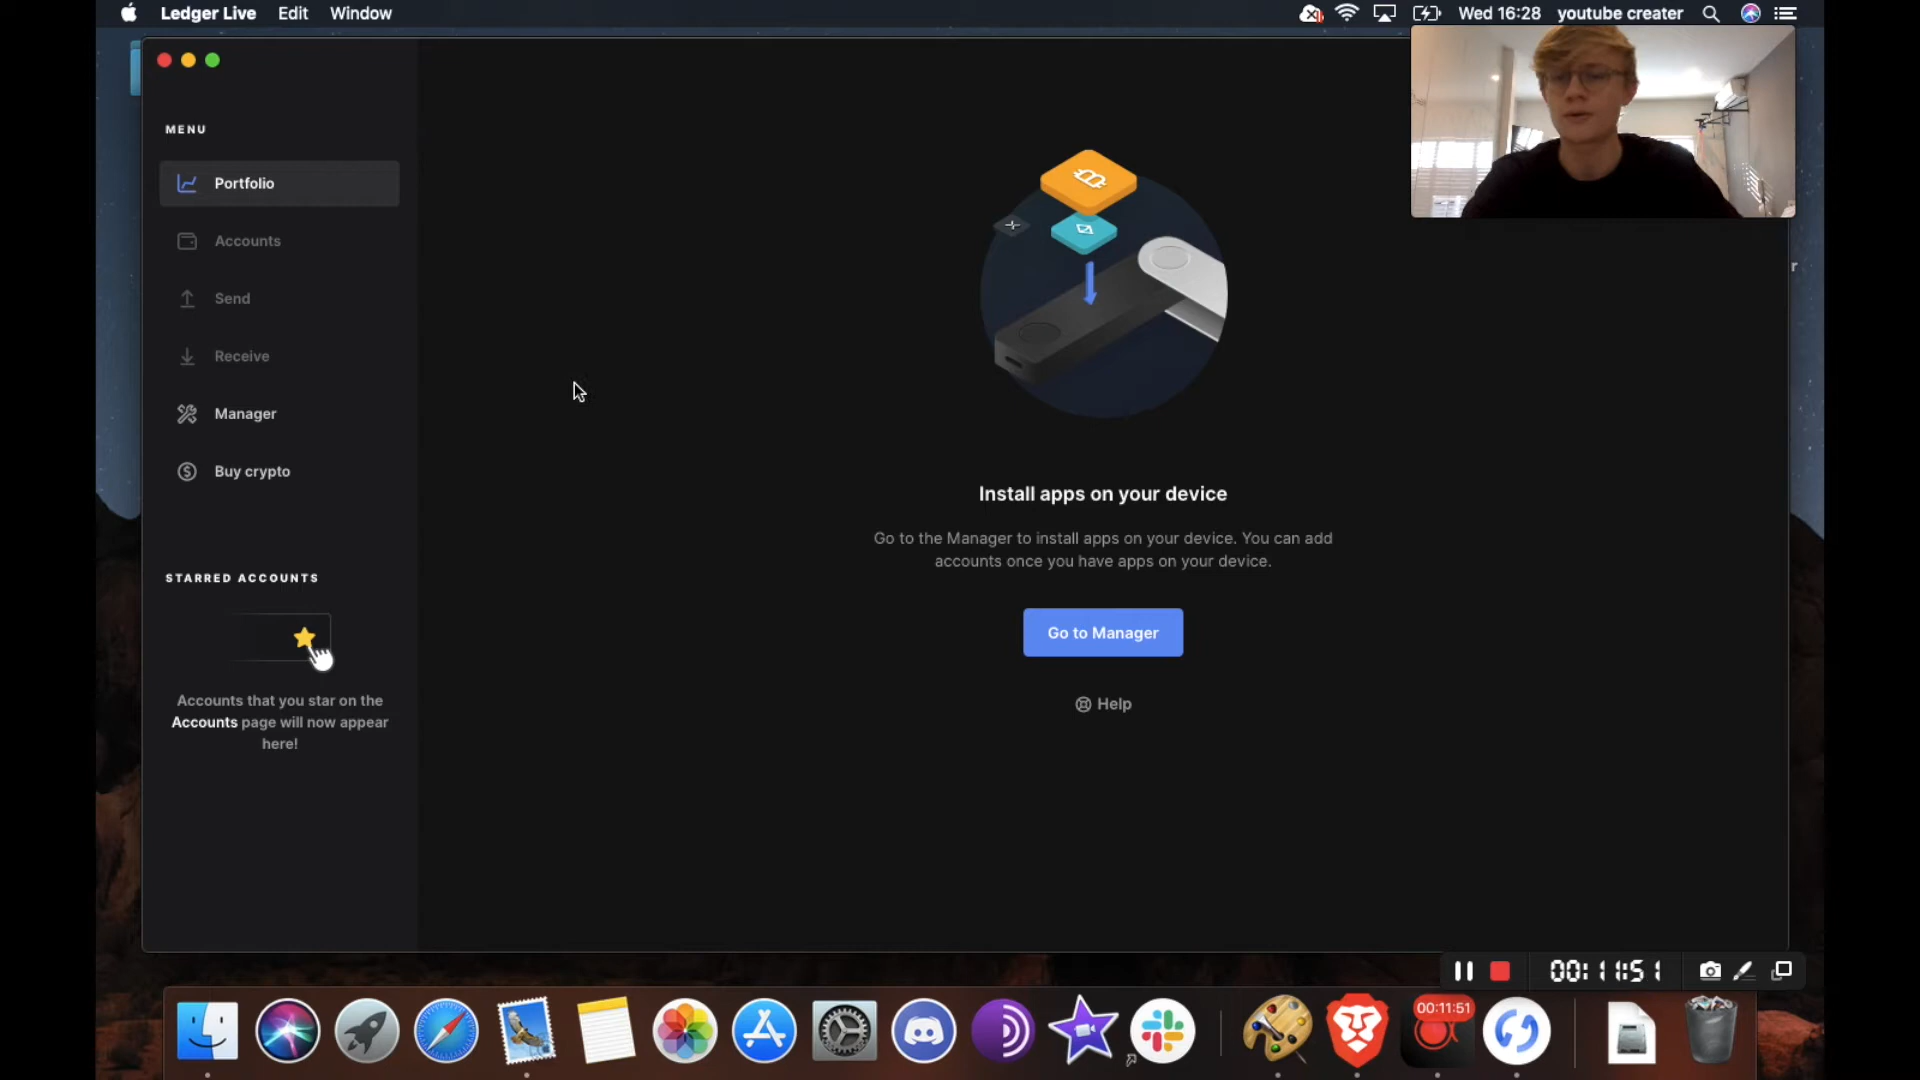 Ledger Live Edit Window Wed 16:28 youtube creater
MENU
Portfolio
Accounts
Send
Receive
Manager
Buy crypto
STARRED ACCOUNTS
Accounts that you star on the
Accounts page will now appear
here!
Install apps on your device
Go to the Manager to install apps on your device. You can add
accounts once you have apps on your device.
Go to Manager
Help
r
00:11:51
00:11:51